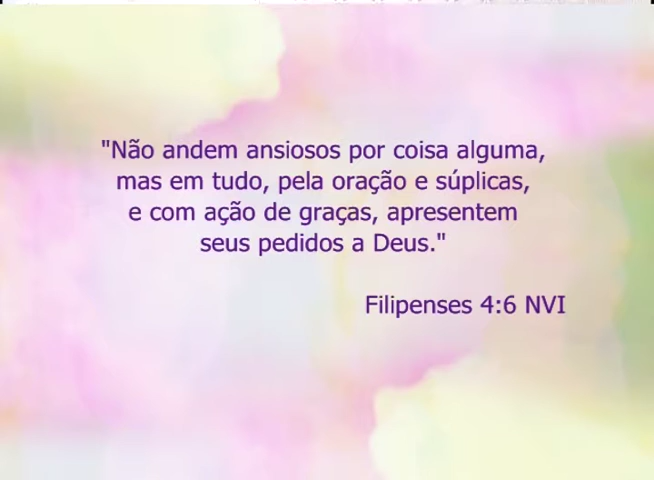 "Não andem ansiosos por coisa alguma,
mas em tudo, pela oração e súplicas,
e com ação de graças, apresentem
seus pedidos a Deus."
Filipenses 4:6 NVI